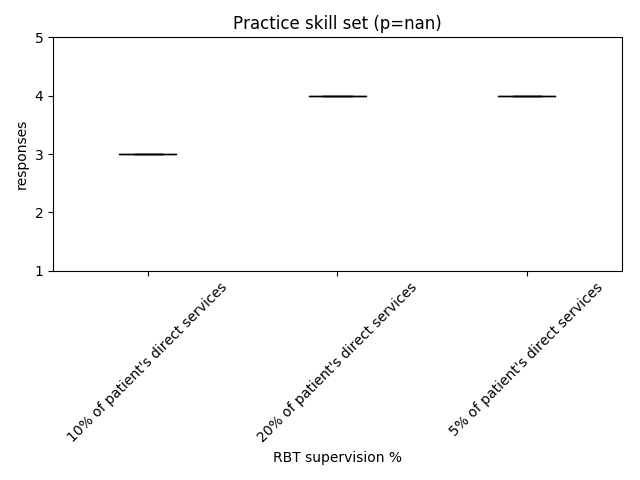 Practice skill set (p=nan)
5
4
3
2
1
responses
10% of patient's direct services
20% of patient's direct services
5% of patient's direct services
RBT supervision %